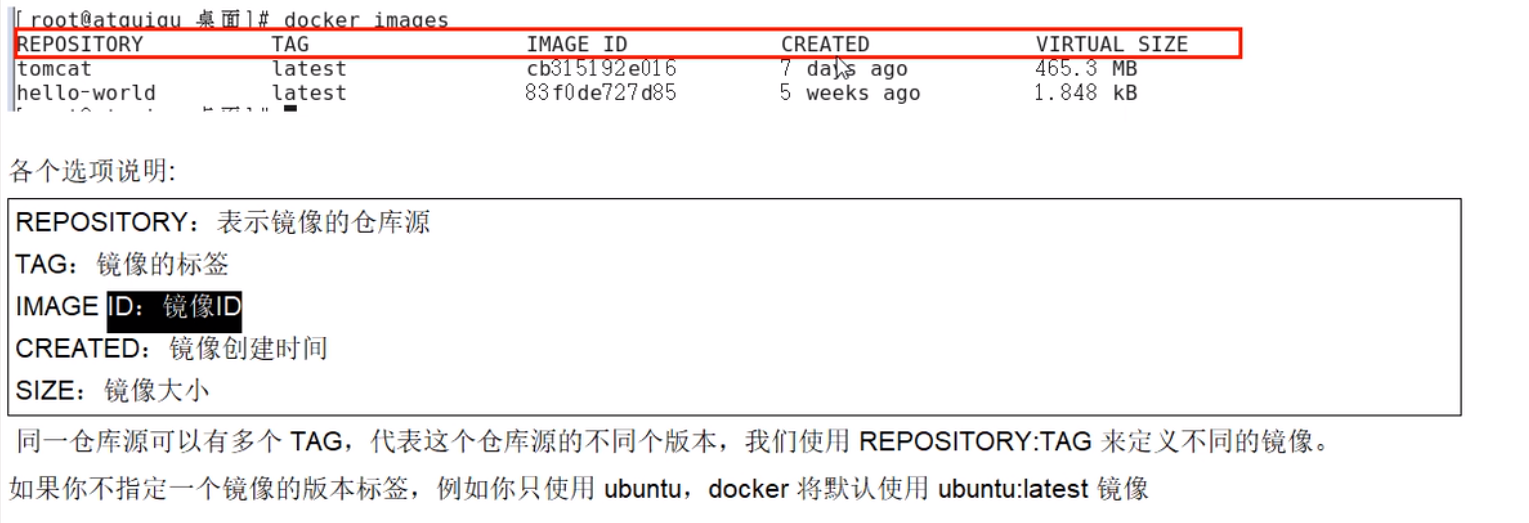 [root@atguigu 桌面]# docker images
REPOSITORY TAG IMAGE ID CREATED VIRTUAL SIZE
tomcat latest cb315192e016 7 days ago 465.3 MB
hello-world latest 83f0de727d85 5 weeks ago 1.848 kB
各个选项说明:
REPOSITORY：表示镜像的仓库源
TAG：镜像的标签
IMAGE ID：镜像ID
CREATED：镜像创建时间
SIZE：镜像大小
同一仓库源可以有多个 TAG，代表这个仓库源的不同个版本，我们使用 REPOSITORY:TAG 来定义不同的镜像。
如果你不指定一个镜像的版本标签，例如你只使用 ubuntu，docker 将默认使用 ubuntu:latest 镜像